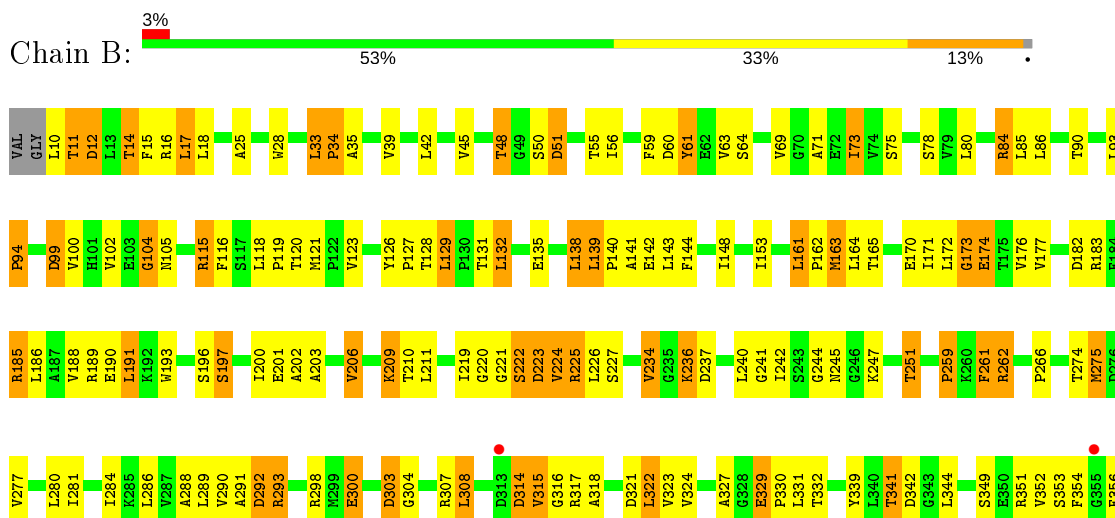 3%
Chain B:
53% 33% 13% •
VAL GLY L10 T11 D12 L13 T14 F15 R16 L17 L18 A25 W28 L33 P34 A35 V39 L42 V45 T48 G49 S50 D51 T55 I56 F59 D60 Y61 E62 V63 S64 V69 G70 A71 E72 I73 V74 S75 S78 V79 L80 R84 L85 L86 T90 L93
P94 D99 V100 H101 V102 E103 G104 N105 R115 F116 S117 L118 P119 T120 M121 P122 V123 Y126 P127 T128 L129 P130 T131 L132 E135 L138 L139 P140 A141 E142 L143 F144 I148 I153 L161 P162 M163 L164 T165 E170 I171 L172 G173 E174 T175 V176 V177 D182 R183 E184
R185 L186 A187 V188 R189 E190 L191 K192 W193 S196 S197 I200 E201 A202 A203 V206 K209 T210 L211 I219 G220 G221 S222 D223 V224 R225 L226 S227 V234 G235 K236 D237 L240 G241 I242 S243 G244 N245 G246 K247 T251 P259 K260 F261 R262 P266 T274 M275 D276
V277 L280 I281 I284 K285 L286 V287 A288 L289 V290 A291 D292 R293 R298 M299 E300 D303 G304 R307 L308 D313 D314 V315 G316 R317 A318 D321 L322 V323 V324 A327 G328 E329 P330 L331 T332 Y339 L340 T341 D342 G343 L344 S349 E350 R351 V352 S353 F354 G355